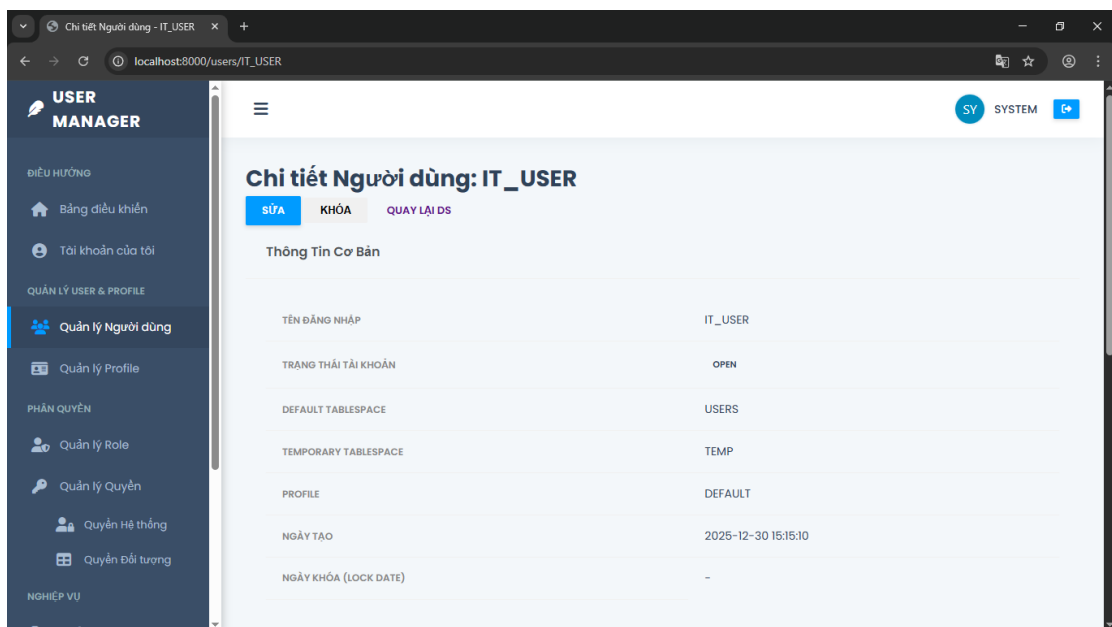 Chi tiết Người dùng - IT_USER
localhost:8000/users/IT_USER
USER
MANAGER
SY SYSTEM
ĐIỀU HƯỚNG
Bảng điều khiển
Tài khoản của tôi
QUẢN LÝ USER & PROFILE
Quản lý Người dùng
Quản lý Profile
PHÂN QUYỀN
Quản lý Role
Quản lý Quyền
Quyền Hệ thống
Quyền Đối tượng
NGHIỆP VỤ
Chi tiết Người dùng: IT_USER
SỬA KHÓA QUAY LẠI DS
Thông Tin Cơ Bản
TÊN ĐĂNG NHẬP IT_USER
TRẠNG THÁI TÀI KHOẢN OPEN
DEFAULT TABLESPACE USERS
TEMPORARY TABLESPACE TEMP
PROFILE DEFAULT
NGÀY TẠO 2025-12-30 15:15:10
NGÀY KHÓA (LOCK DATE) -